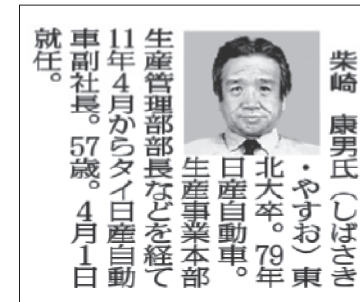 柴崎 康男氏（しばさき
・やすお）東
北大卒。79年
日産自動車。
生産事業本部
生産管理部部長などを経て
11年４月からタイ日産自動
車副社長。57歳。４月１日
就任。